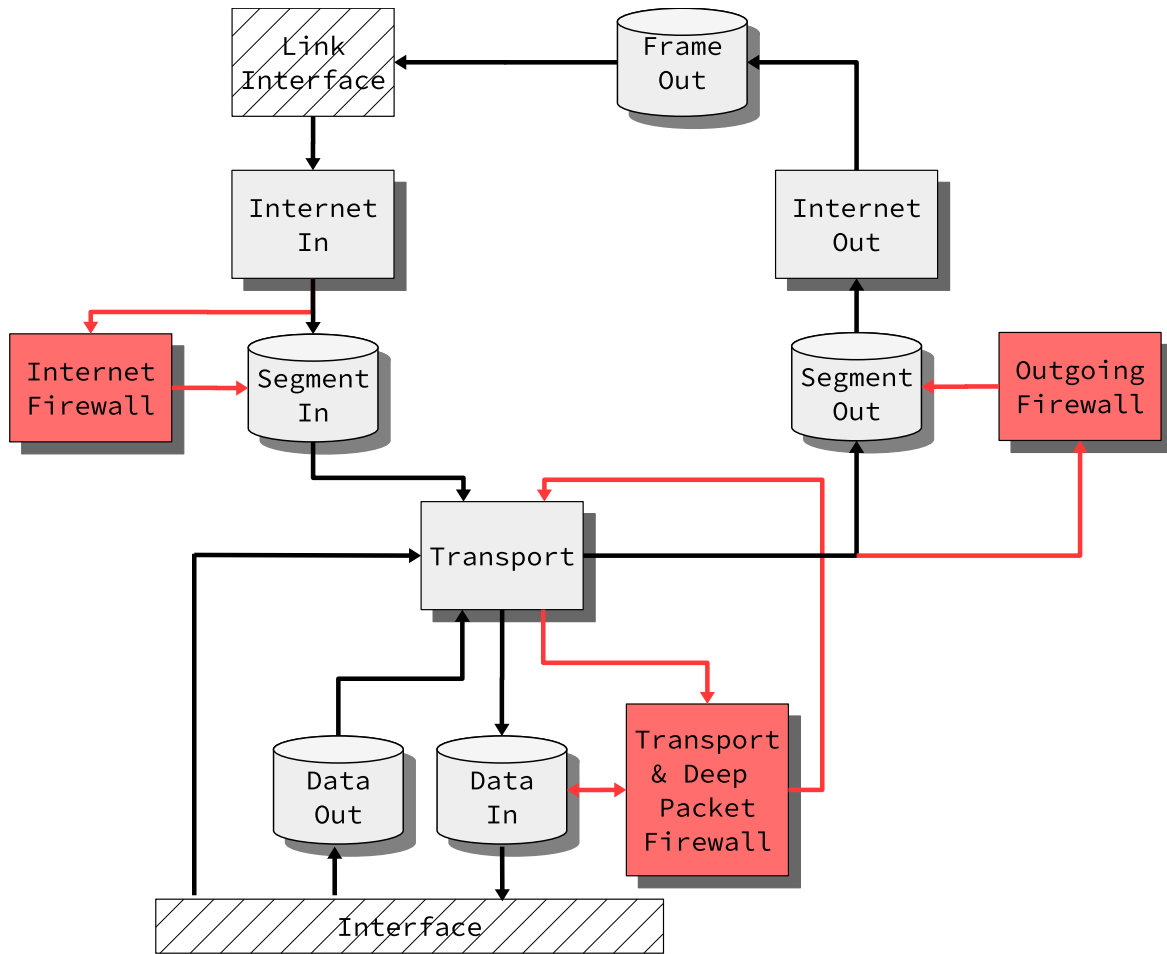 Link
Interface
Frame
Out
Internet
In
Internet
Out
Internet
Firewall
Segment
In
Segment
Out
Outgoing
Firewall
Transport
Data
Out
Data
In
Transport
& Deep
Packet
Firewall
Interface